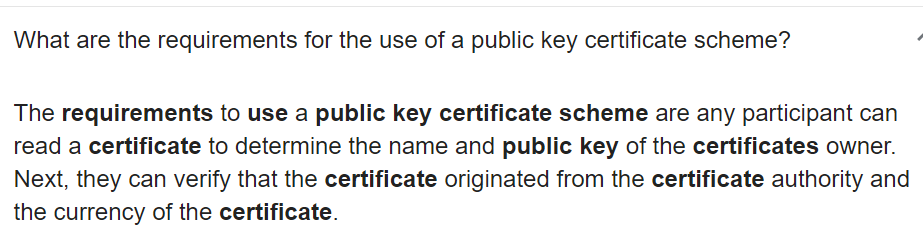 What are the requirements for the use of a public key certificate scheme?
The requirements to use a public key certificate scheme are any participant can
read a certificate to determine the name and public key of the certificates owner.
Next, they can verify that the certificate originated from the certificate authority and
the currency of the certificate.